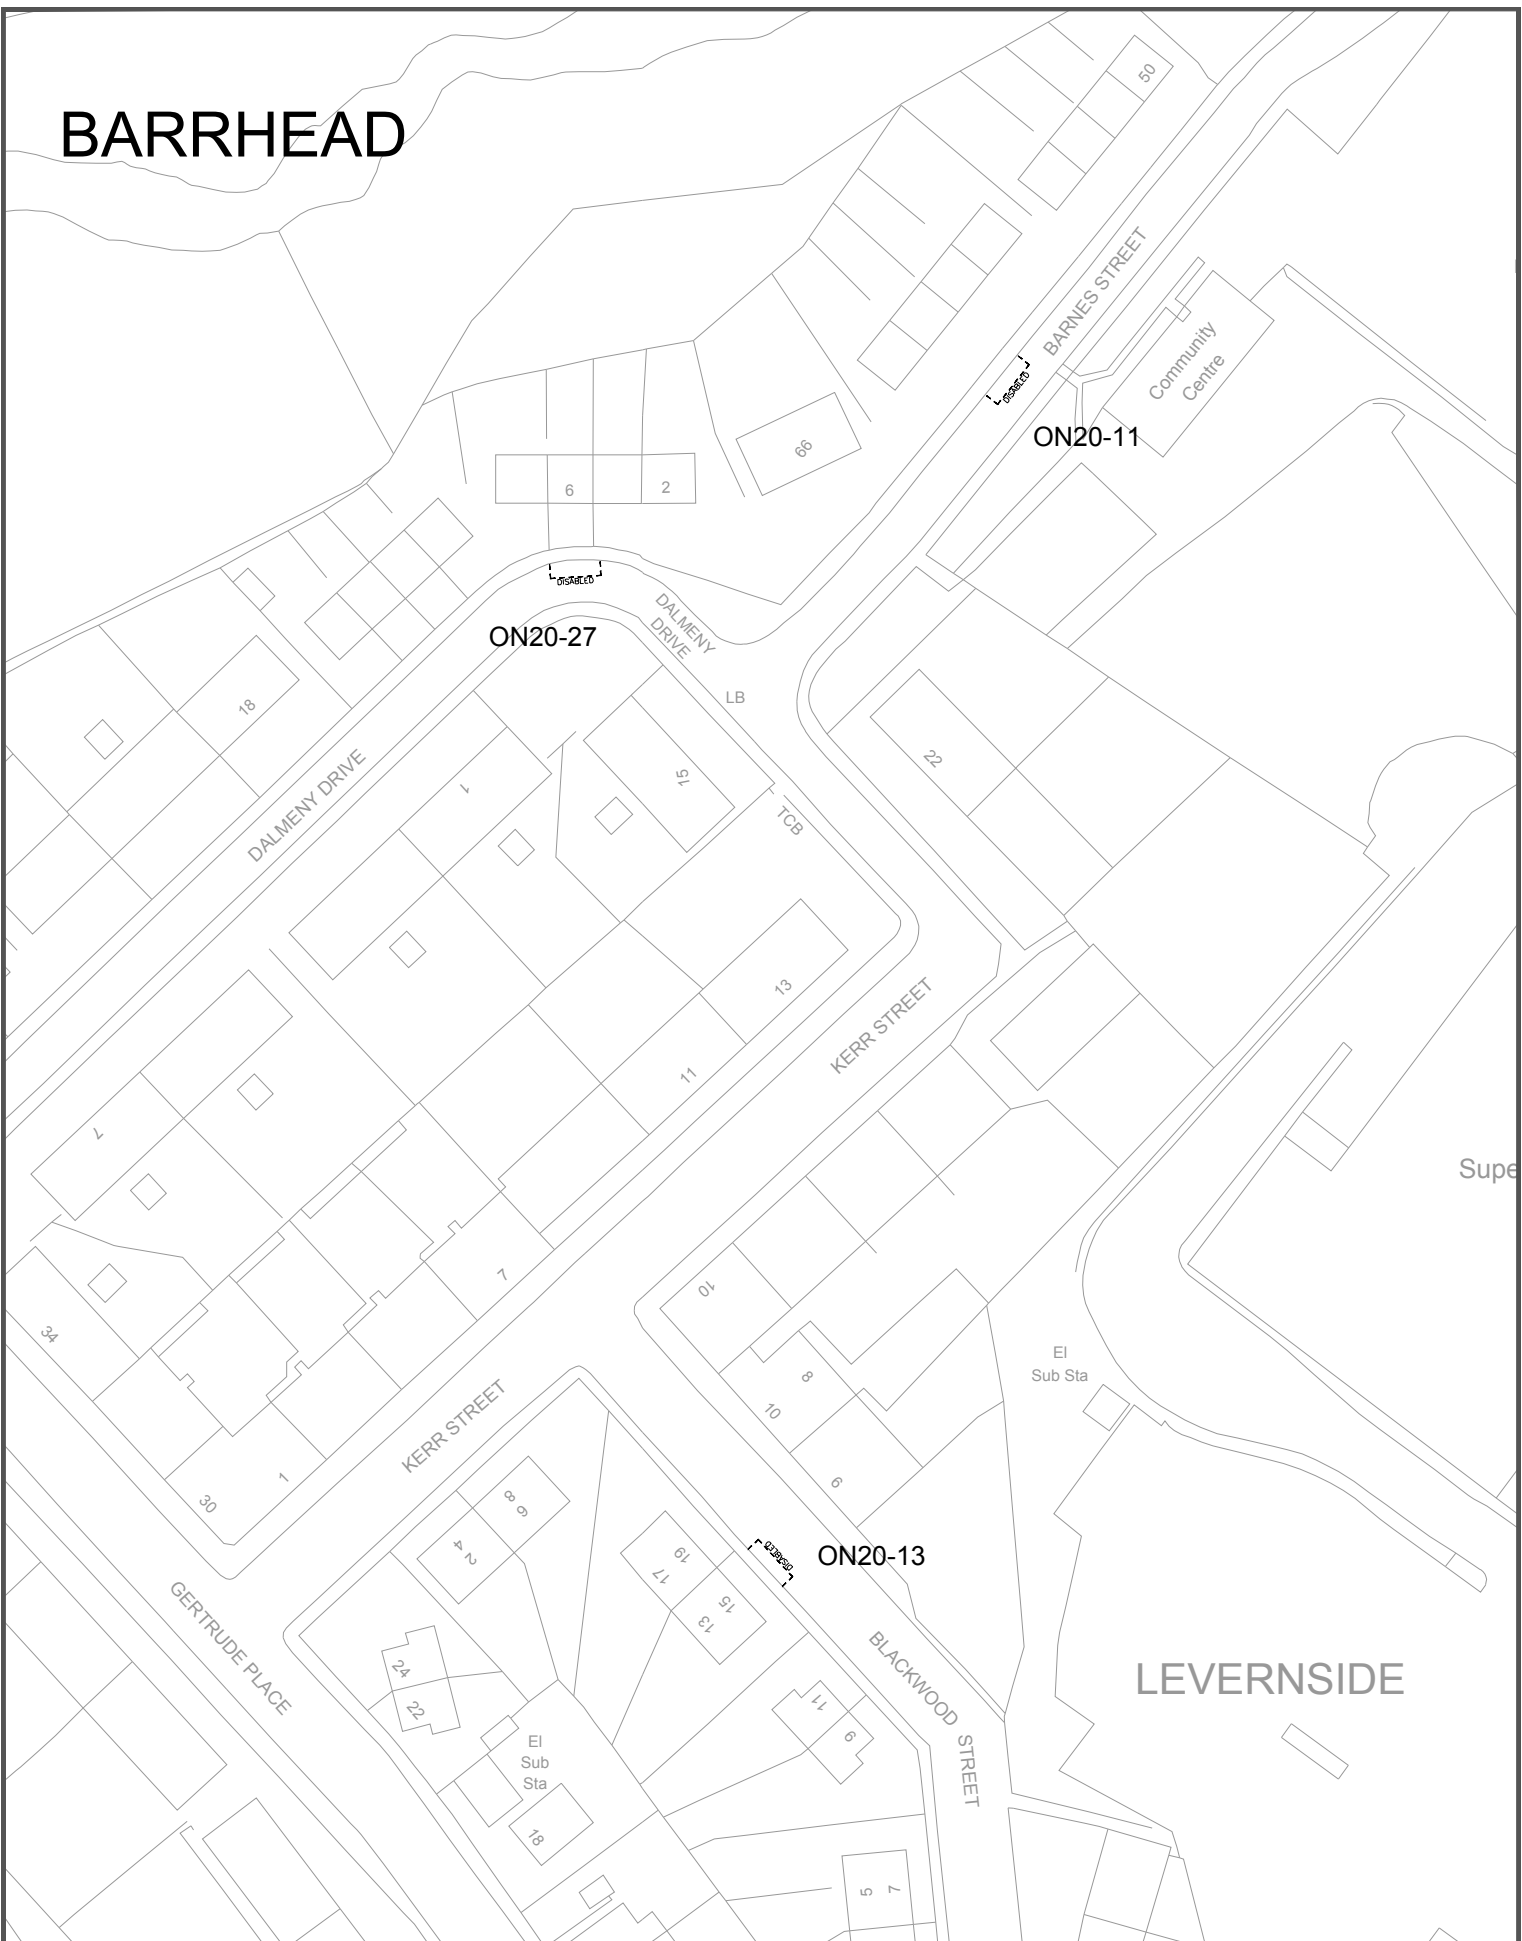 BARRHEAD
50
BARNES STREET
Community
Centre
DISABLED
ON20-11
66
6
2
DISABLED
ON20-27
DALMENY
DRIVE
LB
18
22
DALMENY DRIVE
1
15
TCB
13
11
KERR STREET
7
Supe
7
10
34
El
Sub Sta
8
10
KERR STREET
6
1
30
8
6
4
2
19
17
DISABLED
ON20-13
15
13
GERTRUDE PLACE
24
22
BLACKWOOD STREET
LEVERNSIDE
11
9
El
Sub
Sta
18
5
7